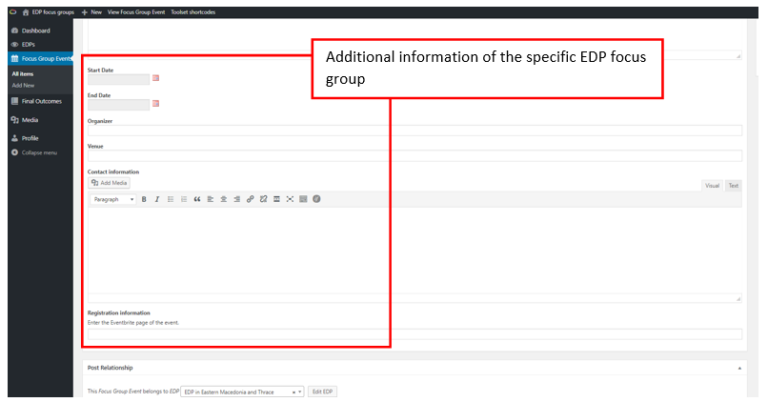 EDP focus groups + New View Focus Group Event Toolset shortcodes
Dashboard
EDPs
Focus Group Events
All items
Add New
Final Outcomes
Media
Profile
Collapse menu
Additional information of the specific EDP focus
group
Start Date
End Date
Organizer
Venue
Contact information
Add Media
Visual Text
Paragraph
Registration information
Enter the Eventbrite page of the event.
Post Relationship
This Focus Group Event belongs to EDP EDP in Eastern Macedonia and Thrace Edit EDP